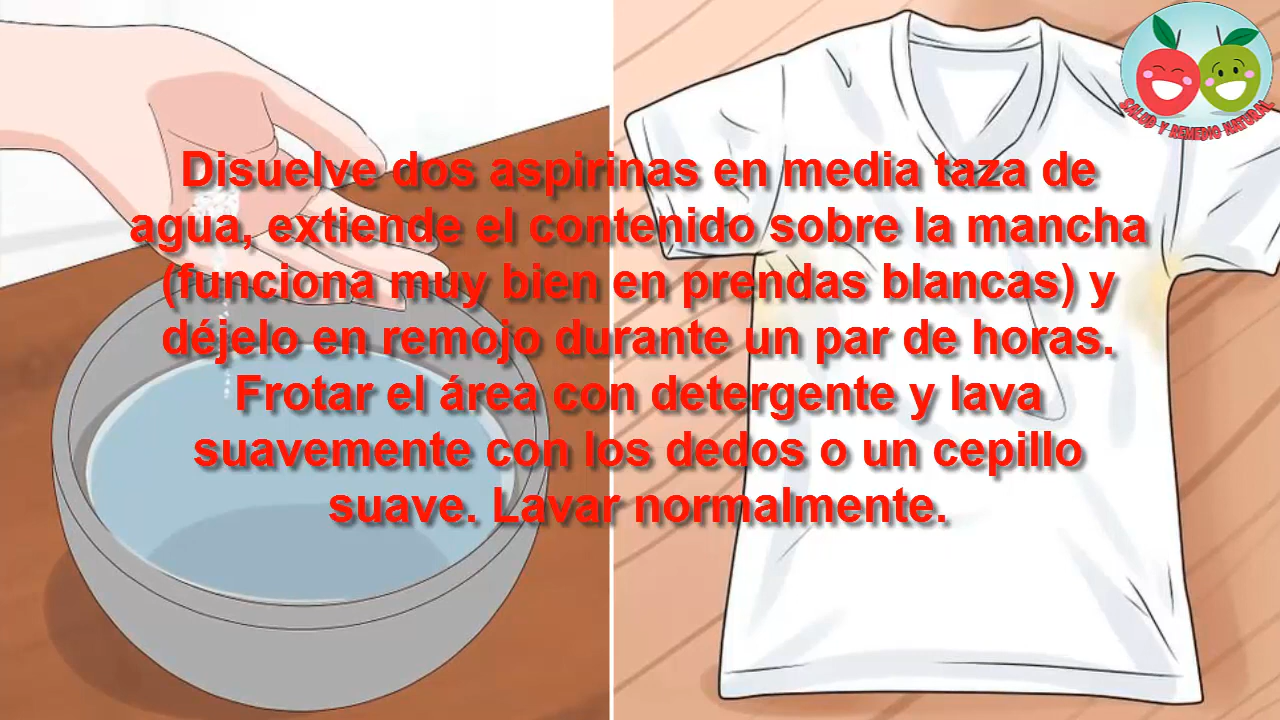 SALUD Y REMEDIO NATURAL
Disuelve dos aspirinas en media taza de
agua, extiende el contenido sobre la mancha
(funciona muy bien en prendas blancas) y
déjelo en remojo durante un par de horas.
Frotar el área con detergente y lava
suavemente con los dedos o un cepillo
suave. Lavar normalmente.